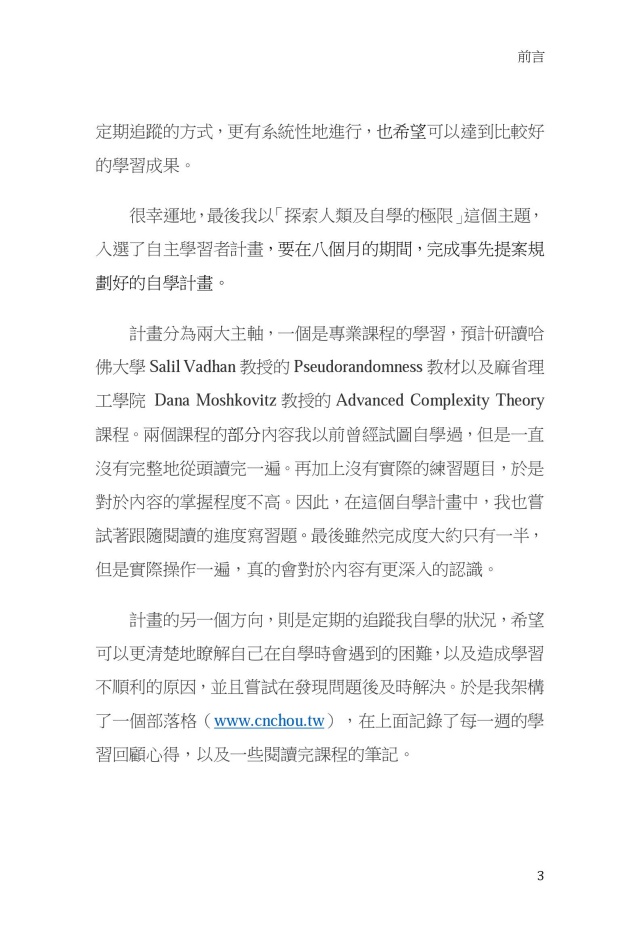 前言
定期追蹤的方式，更有系統性地進行，也希望可以達到比較好
的學習成果。
很幸運地，最後我以「探索人類及自學的極限」這個主題，
入選了自主學習者計畫，要在八個月的期間，完成事先提案規
劃好的自學計畫。
計畫分為兩大主軸，一個是專業課程的學習，預計研讀哈
佛大學 Salil Vadhan 教授的 Pseudorandomness 教材以及麻省理
工學院 Dana Moshkovitz 教授的 Advanced Complexity Theory
課程。兩個課程的部分內容我以前曾經試圖自學過，但是一直
沒有完整地從頭讀完一遍。再加上沒有實際的練習題目，於是
對於內容的掌握程度不高。因此，在這個自學計畫中，我也嘗
試著跟隨閱讀的進度寫習題。最後雖然完成度大約只有一半，
但是實際操作一遍，真的會對於內容有更深入的認識。
計畫的另一個方向，則是定期的追蹤我自學的狀況，希望
可以更清楚地瞭解自己在自學時會遇到的困難，以及造成學習
不順利的原因，並且嘗試在發現問題後及時解決。於是我架構
了一個部落格（www.cnchou.tw），在上面記錄了每一週的學
習回顧心得，以及一些閱讀完課程的筆記。
3